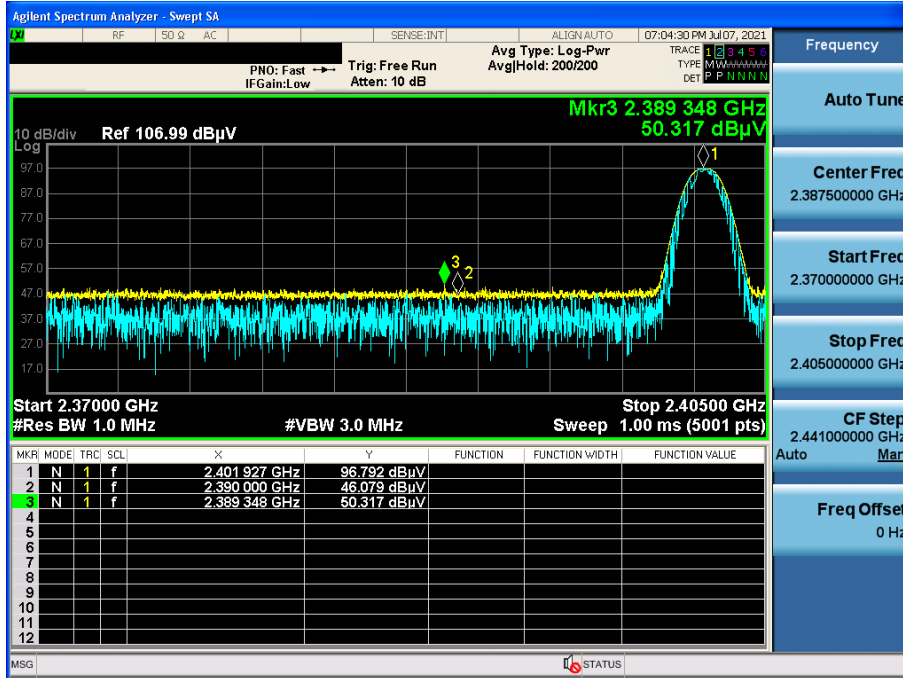 Agilent Spectrum Analyzer - Swept SA
LXI RF 50 Ω AC SENSE:INT ALIGN AUTO 07:04:30 PM Jul 07, 2021
Frequency
PNO: Fast Trig: Free Run Avg Type: Log-Pwr TRACE 1 2 3 4 5 6
IFGain:Low Atten: 10 dB Avg|Hold: 200/200 TYPE M
DET P P N N N N
Auto Tune
Mkr3 2.389 348 GHz
50.317 dBµV
10 dB/div Ref 106.99 dBµV
Log
97.0
87.0
77.0
67.0
57.0
47.0
37.0
27.0
17.0
1
3
2
Center Freq
2.387500000 GHz
Start Freq
2.370000000 GHz
Stop Freq
2.405000000 GHz
Start 2.37000 GHz Stop 2.40500 GHz
#Res BW 1.0 MHz #VBW 3.0 MHz Sweep 1.00 ms (5001 pts)
CF Step
2.441000000 GHz
Auto Man
MKR MODE TRC SCL X Y FUNCTION FUNCTION WIDTH FUNCTION VALUE
1 N 1 f 2.401 927 GHz 96.792 dBµV
2 N 1 f 2.390 000 GHz 46.079 dBµV
3 N 1 f 2.389 348 GHz 50.317 dBµV
4
5
6
7
8
9
10
11
12
Freq Offset
0 Hz
MSG STATUS